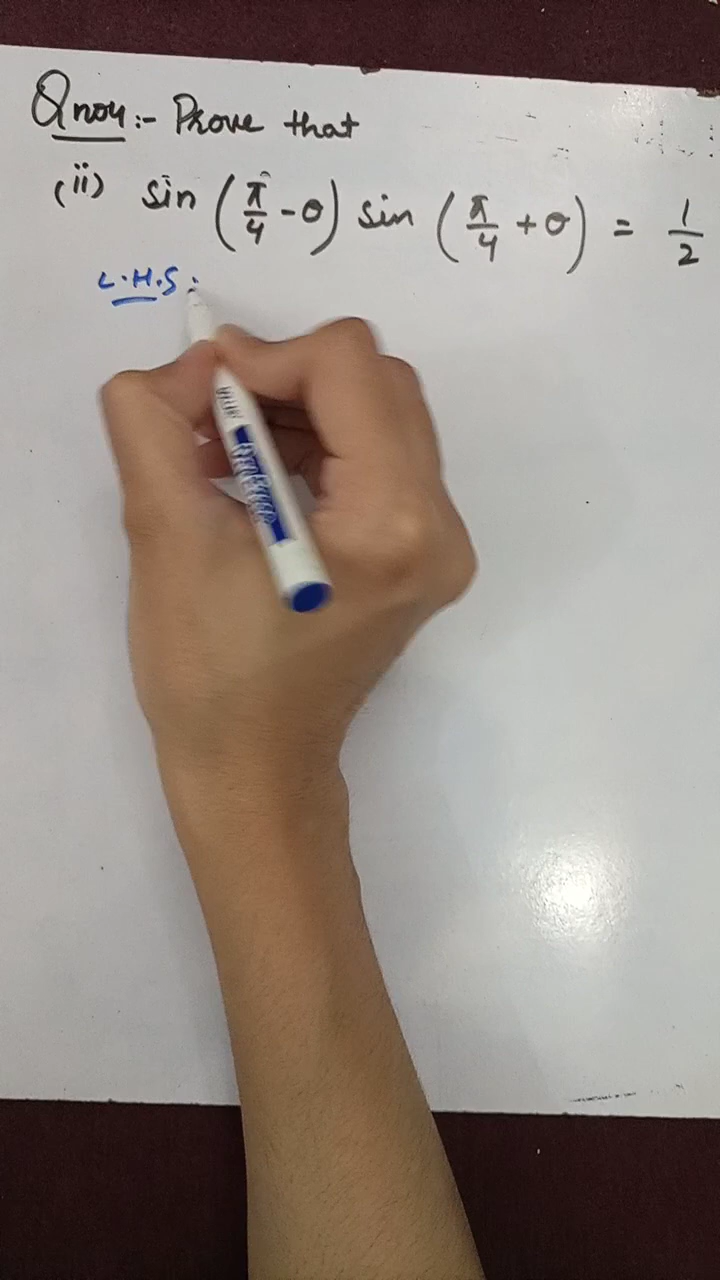 Qno4:- Prove that
(ii) sin (π/4 - θ) sin (π/4 + θ) = 1/2
L.H.S :